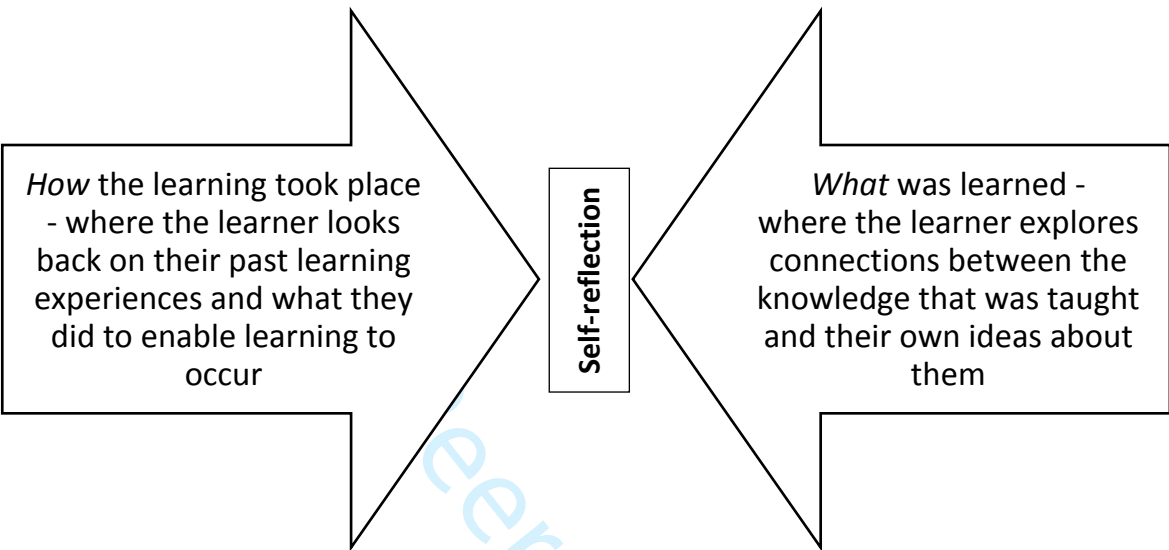 How the learning took place
- where the learner looks
back on their past learning
experiences and what they
did to enable learning to
occur
Self-reflection
What was learned -
where the learner explores
connections between the
knowledge that was taught
and their own ideas about
them